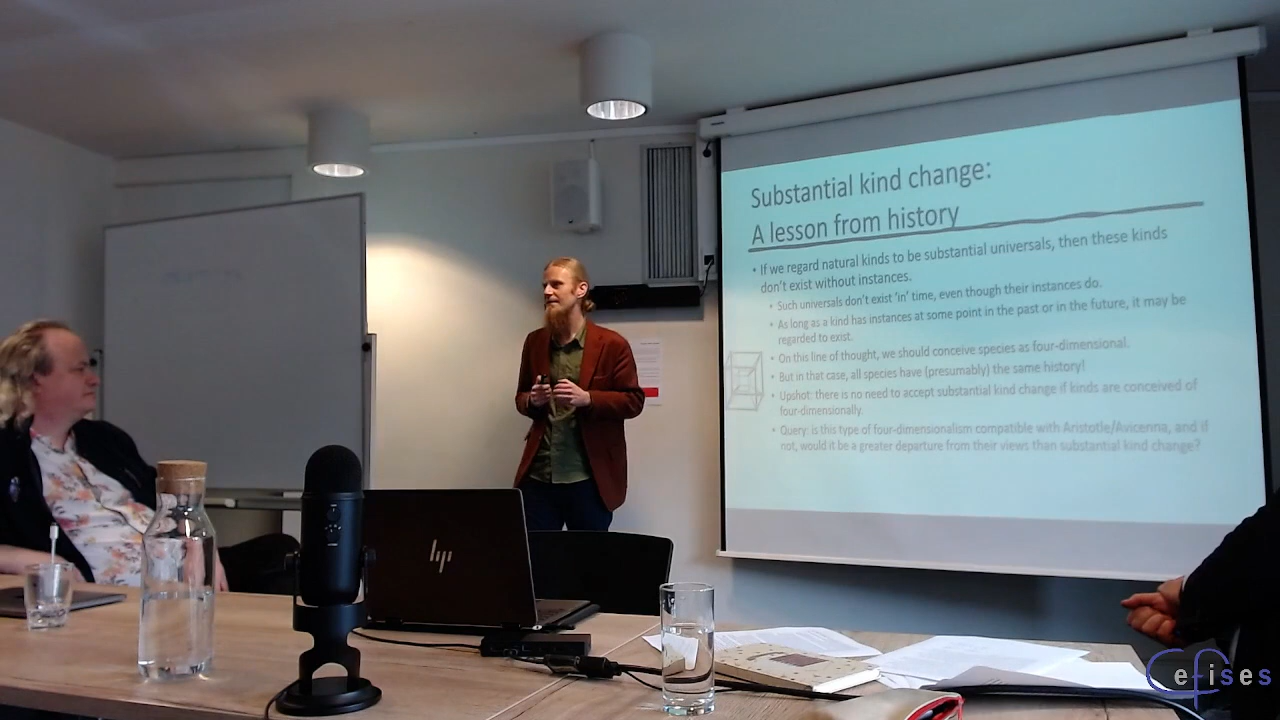 Substantial kind change:
A lesson from history
• If we regard natural kinds to be substantial universals, then these kinds
don't exist without instances.
• Such universals don't exist 'in' time, even though their instances do.
• As long as a kind has instances at some point in the past or in the future, it may be
regarded to exist.
• On this line of thought, we should conceive species as four-dimensional.
• But in that case, all species have (presumably) the same history!
• Upshot: there is no need to accept substantial kind change if kinds are conceived of
four-dimensionally.
• Query: is this type of four-dimensionalism compatible with Aristotle/Avicenna, and if
not, would it be a greater departure from their views than substantial kind change?
hp
Cefises